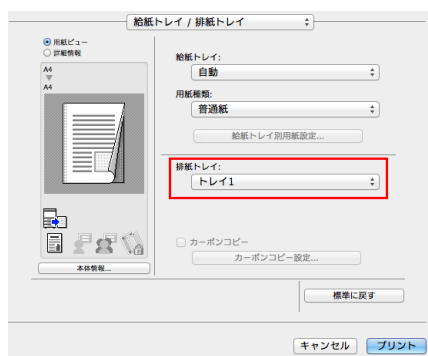 給紙トレイ / 排紙トレイ
用紙ビュー
詳細情報
A4
A4
給紙トレイ:
自動
用紙種類:
普通紙
給紙トレイ別用紙設定...
排紙トレイ:
トレイ1
カーボンコピー
カーボンコピー設定...
本体情報...
標準に戻す
キャンセル
プリント